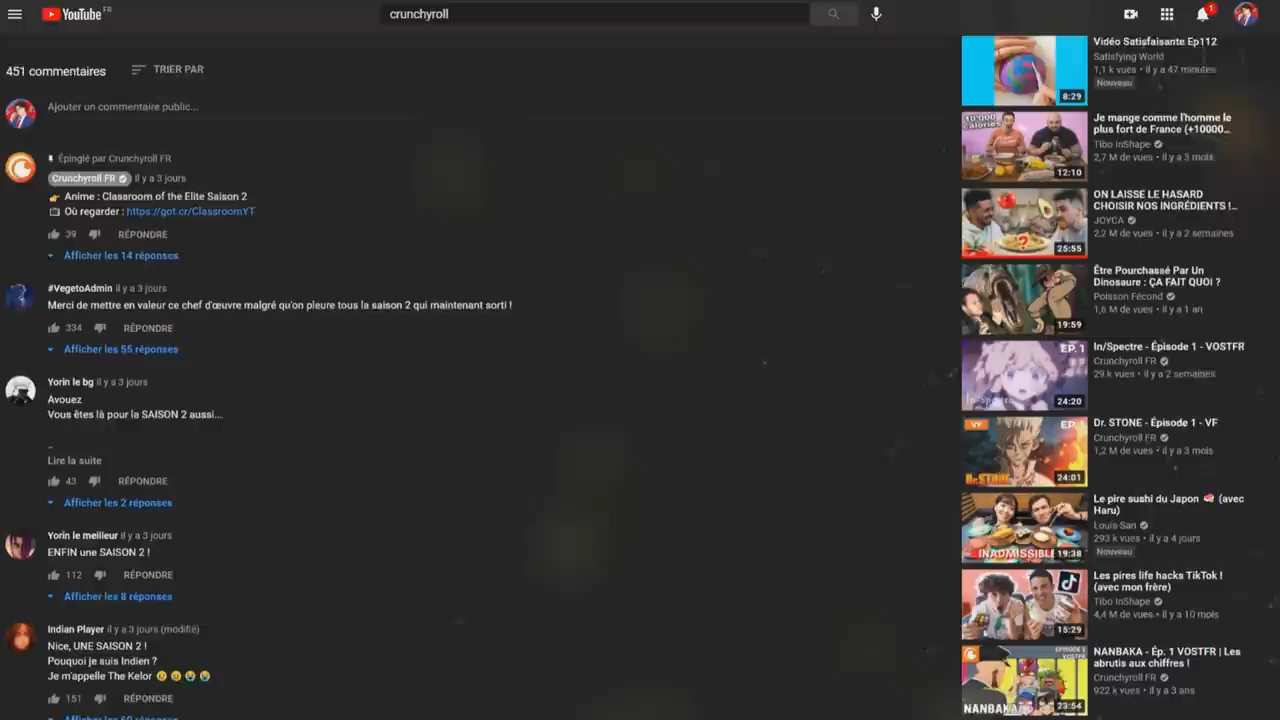 YouTube FR
crunchyroll
1
451 commentaires
TRIER PAR
Ajouter un commentaire public...
Épinglé par Crunchyroll FR
Crunchyroll FR il y a 3 jours
👉 Anime : Classroom of the Elite Saison 2
📺 Où regarder : https://got.cr/ClassroomYT
39 RÉPONDRE
Afficher les 14 réponses
#VegetoAdmin il y a 3 jours
Merci de mettre en valeur ce chef d'œuvre malgré qu'on pleure tous la saison 2 qui maintenant sorti !
334 RÉPONDRE
Afficher les 55 réponses
Yorin le bg il y a 3 jours
Avouez
Vous êtes là pour la SAISON 2 aussi...
_
Lire la suite
43 RÉPONDRE
Afficher les 2 réponses
Yorin le meilleur il y a 3 jours
ENFIN une SAISON 2 !
112 RÉPONDRE
Afficher les 8 réponses
Indian Player il y a 3 jours (modifié)
Nice, UNE SAISON 2 !
Pouquoi je suis Indien ?
Je m'appelle The Kelor 😢 😢 😭 😭
151 RÉPONDRE
Afficher les 60 réponses
8:29
Vidéo Satisfaisante Ep112
Satisfying World
1,1 k vues • il y a 47 minutes
Nouveau
10'000
calories
12:10
Je mange comme l'homme le
plus fort de France (+10000...
Tibo InShape
2,7 M de vues • il y a 3 mois
25:55
ON LAISSE LE HASARD
CHOISIR NOS INGRÉDIENTS !...
JOYCA
2,2 M de vues • il y a 2 semaines
19:59
Être Pourchassé Par Un
Dinosaure : ÇA FAIT QUOI ?
Poisson Fécond
1,6 M de vues • il y a 1 an
EP. 1
In/Spectre
24:20
In/Spectre - Épisode 1 - VOSTFR
Crunchyroll FR
29 k vues • il y a 2 semaines
VF
EP. 1
Dr.STONE
24:01
Dr. STONE - Épisode 1 - VF
Crunchyroll FR
1,2 M de vues • il y a 3 mois
INADMISSIBLE
19:38
Le pire sushi du Japon 🍣 (avec
Haru)
Louis-San
293 k vues • il y a 4 jours
Nouveau
15:29
Les pires life hacks TikTok !
(avec mon frère)
Tibo InShape
4,4 M de vues • il y a 10 mois
EPISODE 1
VOSTFR
NANBAKA
23:54
NANBAKA - Ép. 1 VOSTFR | Les
abrutis aux chiffres !
Crunchyroll FR
922 k vues • il y a 3 ans